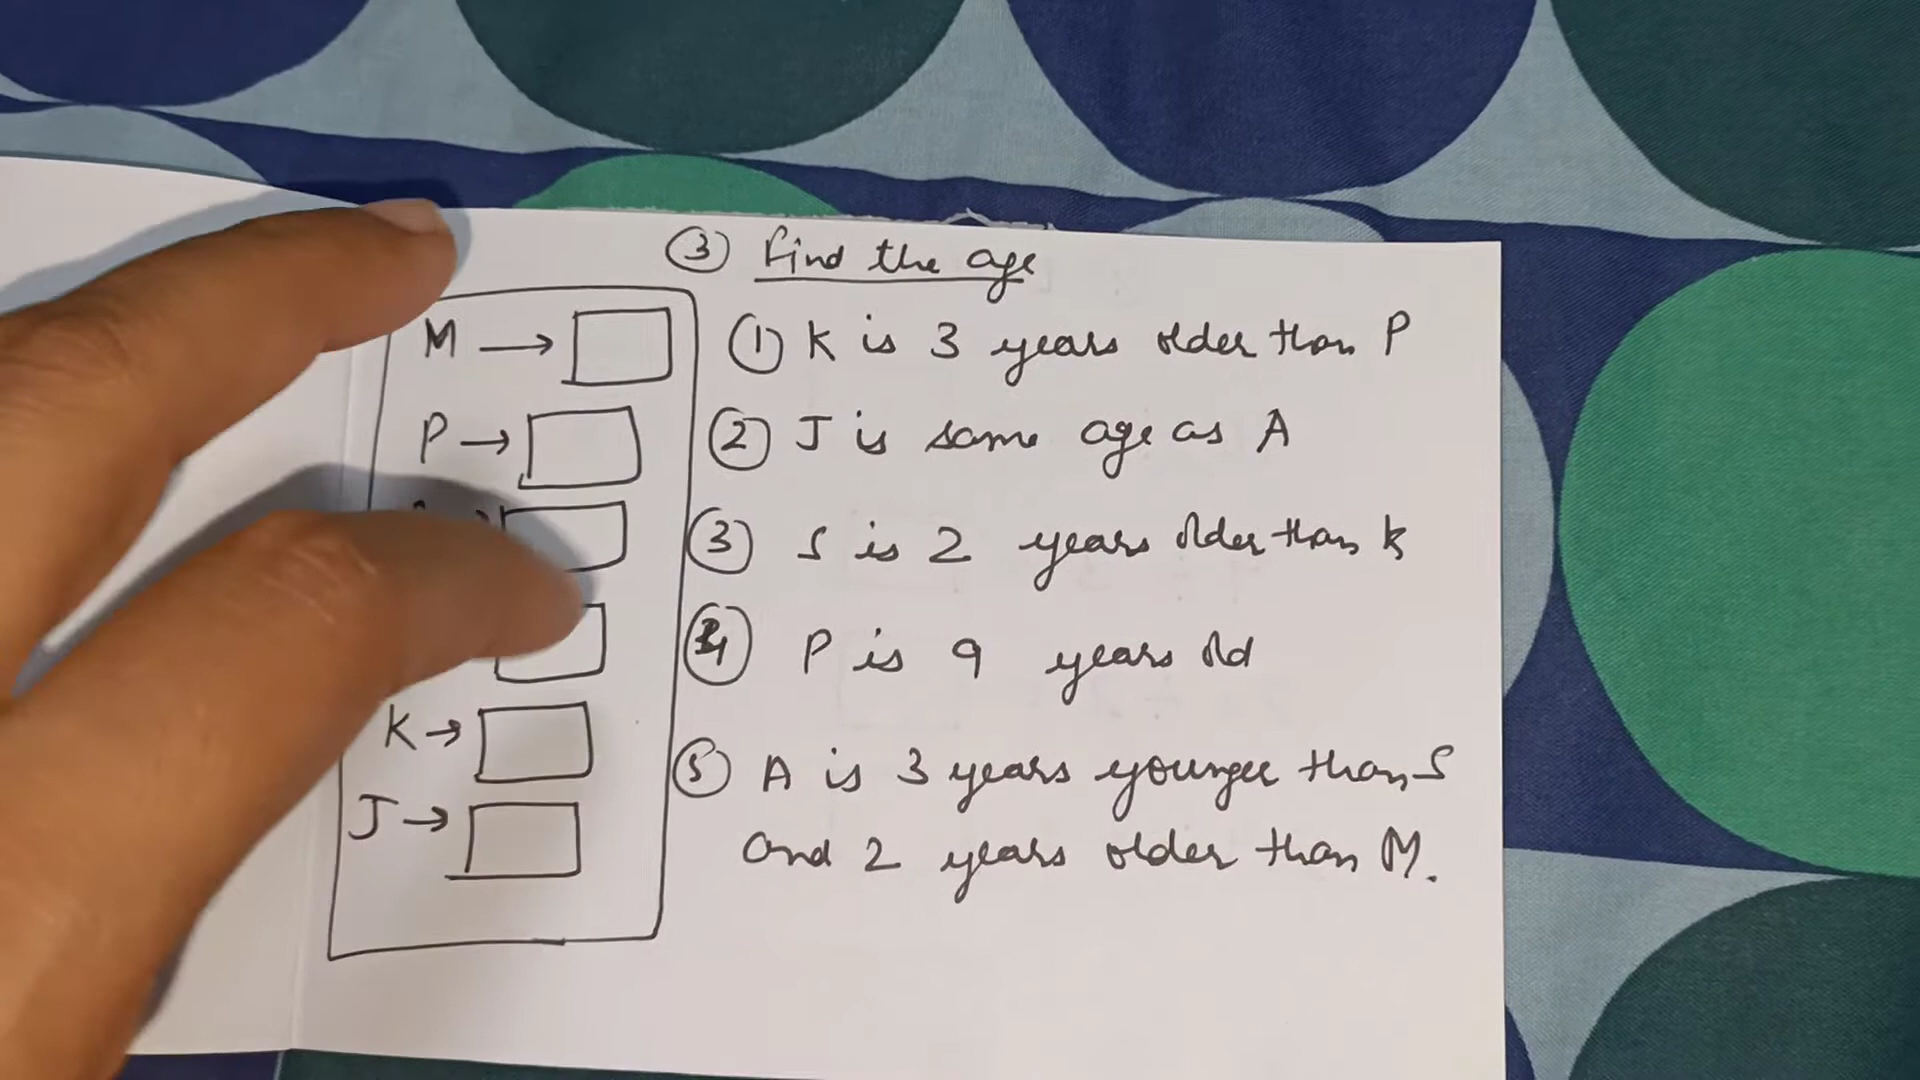 ③ Find the age
M →
P →
K →
J →
① K is 3 years older than P
② J is same age as A
③ S is 2 years older than K
④ P is 9 years old
⑤ A is 3 years younger than S
and 2 years older than M.